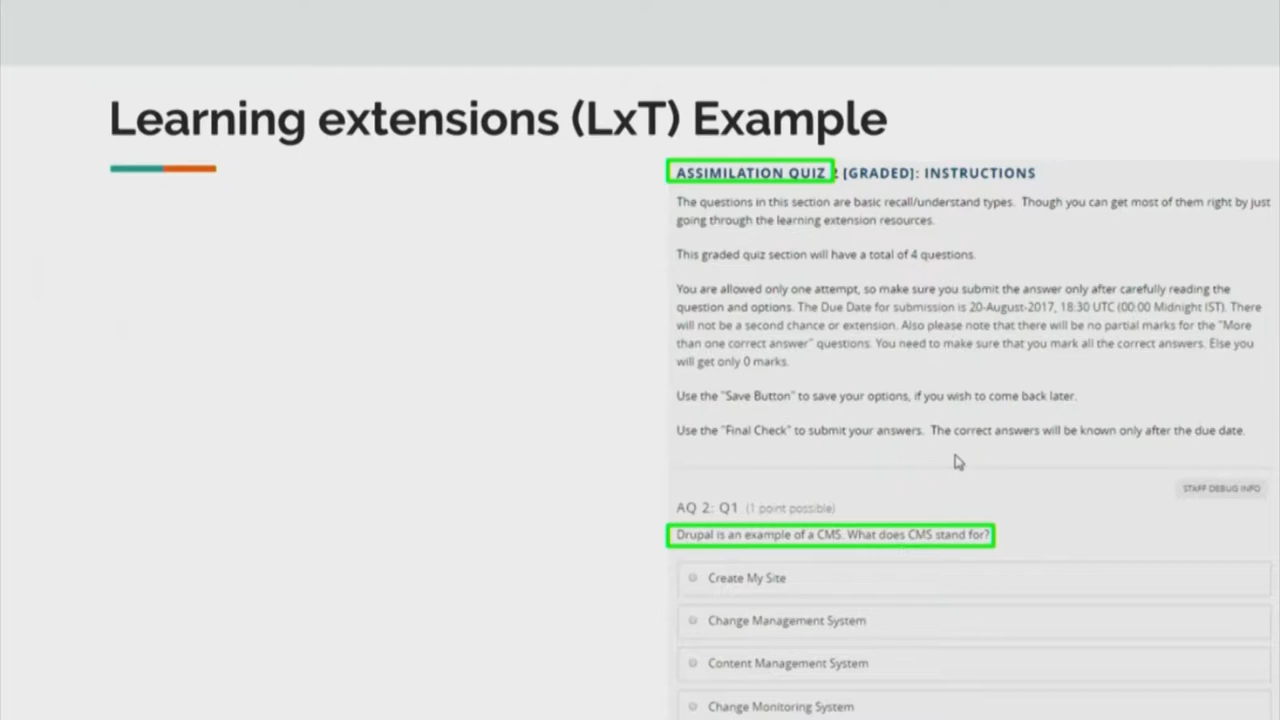 Learning extensions (LxT) Example
ASSIMILATION QUIZ 2 [GRADED]: INSTRUCTIONS
The questions in this section are basic recall/understand types. Though you can get most of them right by just
going through the learning extension resources.
This graded quiz section will have a total of 4 questions.
You are allowed only one attempt, so make sure you submit the answer only after carefully reading the
question and options. The Due Date for submission is 20-August-2017, 18:30 UTC (00:00 Midnight IST). There
will not be a second chance or extension. Also please note that there will be no partial marks for the "More
than one correct answer" questions. You need to make sure that you mark all the correct answers. Else you
will get only 0 marks.
Use the "Save Button" to save your options, if you wish to come back later.
Use the "Final Check" to submit your answers. The correct answers will be known only after the due date.
STAFF DEBUG INFO
AQ 2: Q1 (1 point possible)
Drupal is an example of a CMS. What does CMS stand for?
Create My Site
Change Management System
Content Management System
Change Monitoring System